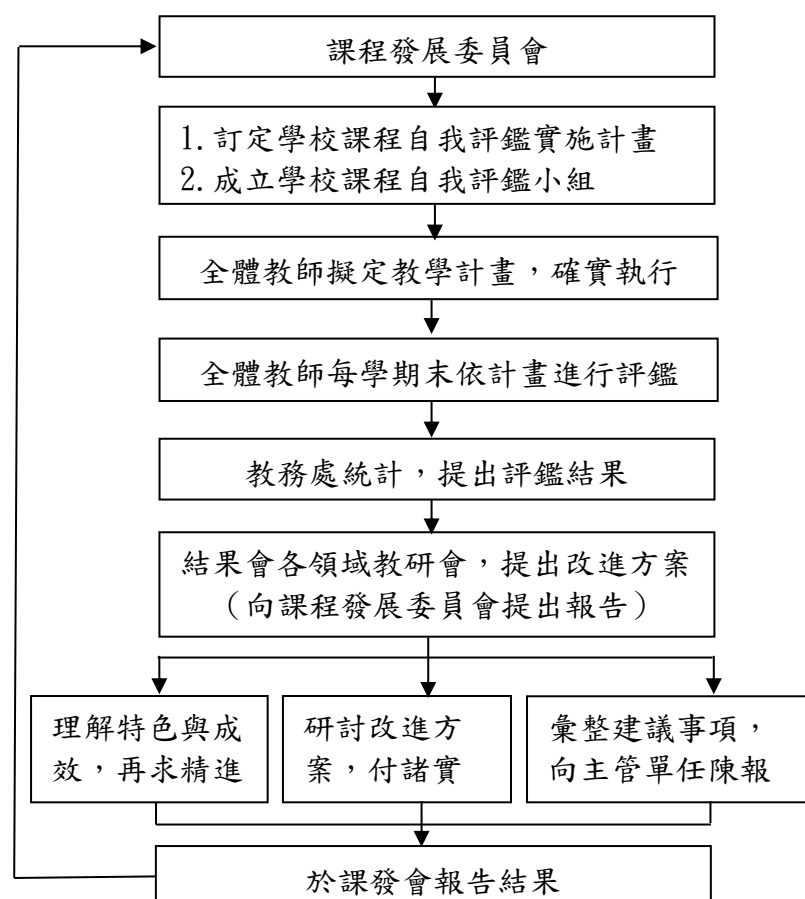 課程發展委員會
1.訂定學校課程自我評鑑實施計畫
2.成立學校課程自我評鑑小組
全體教師擬定教學計畫，確實執行
全體教師每學期末依計畫進行評鑑
教務處統計，提出評鑑結果
結果會各領域教研會，提出改進方案
（向課程發展委員會提出報告）
理解特色與成
效，再求精進
研討改進方
案，付諸實
彙整建議事項，
向主管單任陳報
於課發會報告結果